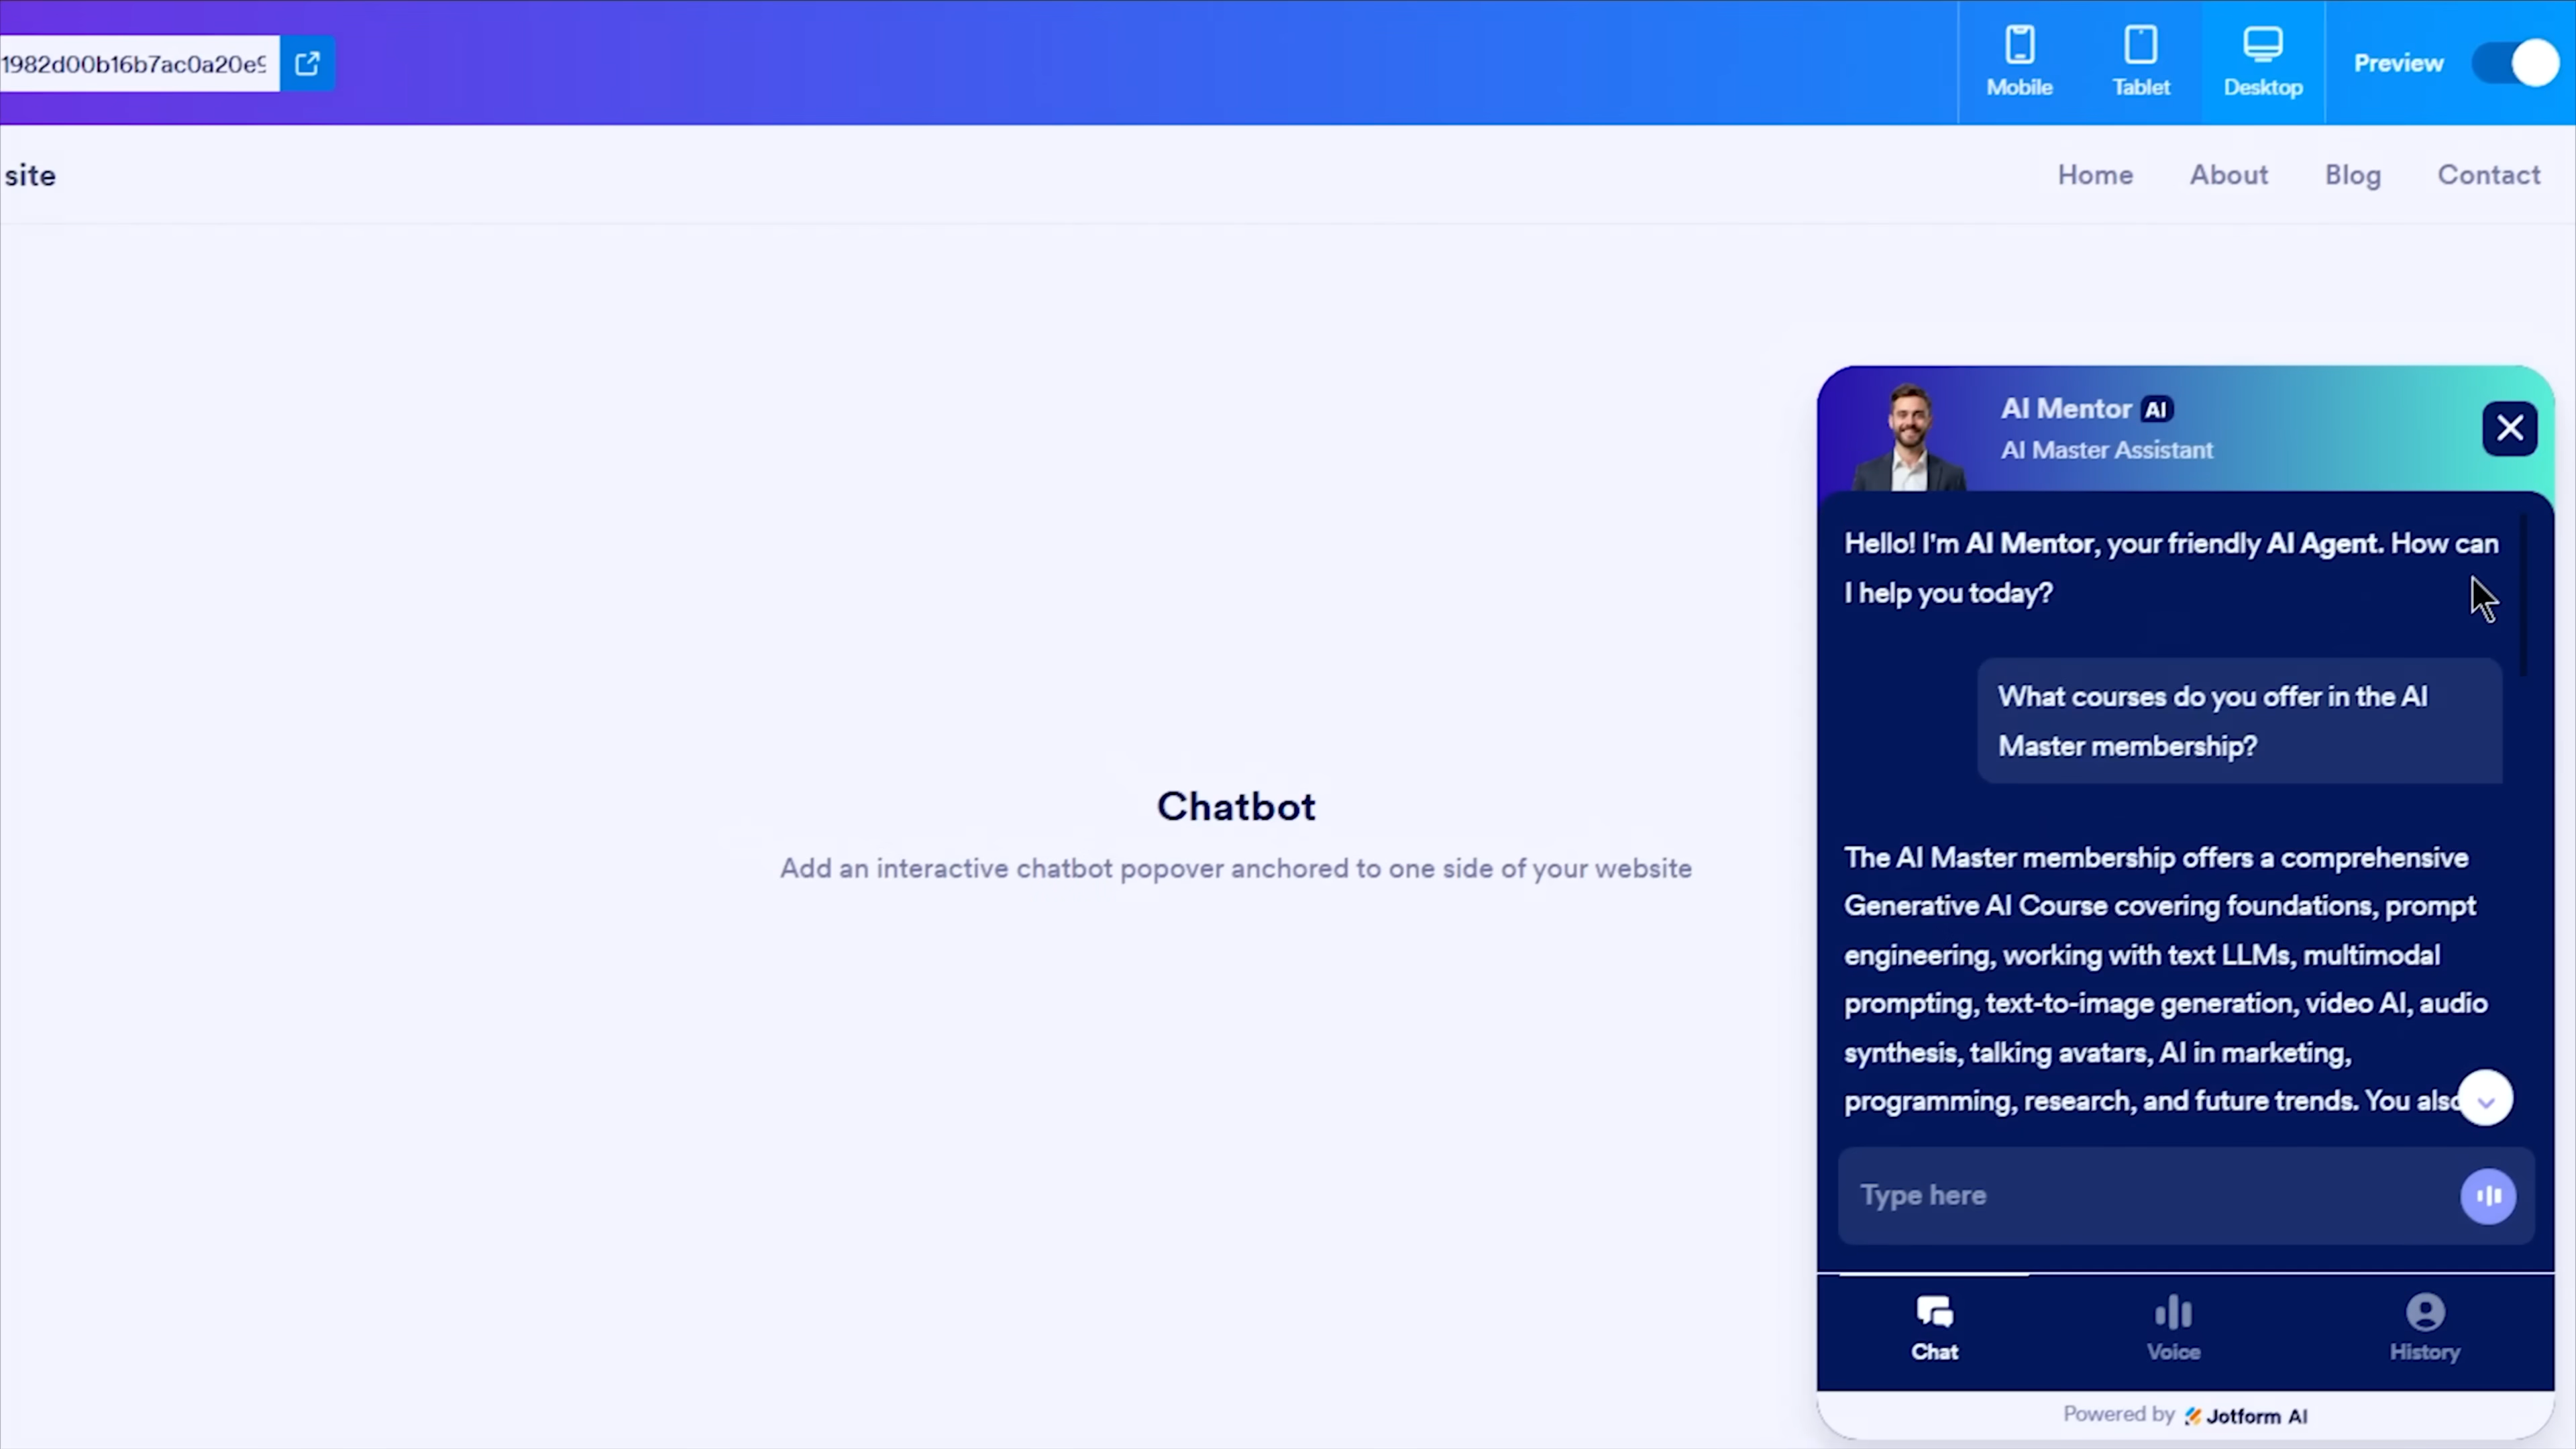 1982d00b16b7ac0a20e9
Mobile
Tablet
Desktop
Preview
site
Home
About
Blog
Contact
AI Mentor AI
AI Master Assistant
Hello! I'm AI Mentor, your friendly AI Agent. How can
I help you today?
What courses do you offer in the AI
Master membership?
Chatbot
Add an interactive chatbot popover anchored to one side of your website
The AI Master membership offers a comprehensive
Generative AI Course covering foundations, prompt
engineering, working with text LLMs, multimodal
prompting, text-to-image generation, video AI, audio
synthesis, talking avatars, AI in marketing,
programming, research, and future trends. You also
Type here
Chat
Voice
History
Powered by Jotform AI